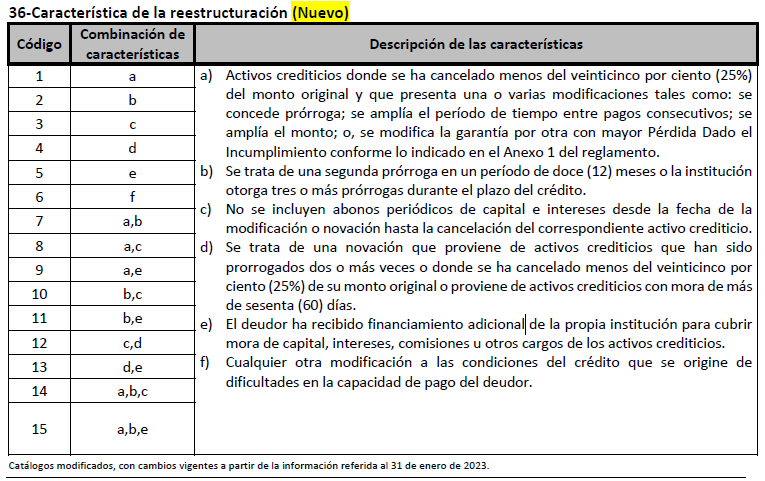 36-Característica de la reestructuración (Nuevo)
Código
Combinación de características
Descripción de las características
1 a
2 b
3 c
4 d
5 e
6 f
7 a,b
8 a,c
9 a,e
10 b,c
11 b,e
12 c,d
13 d,e
14 a,b,c
15 a,b,e
a) Activos crediticios donde se ha cancelado menos del veinticinco por ciento (25%)
del monto original y que presenta una o varias modificaciones tales como: se
concede prórroga; se amplía el período de tiempo entre pagos consecutivos; se
amplía el monto; o, se modifica la garantía por otra con mayor Pérdida Dado el
Incumplimiento conforme lo indicado en el Anexo 1 del reglamento.
b) Se trata de una segunda prórroga en un período de doce (12) meses o la institución
otorga tres o más prórrogas durante el plazo del crédito.
c) No se incluyen abonos periódicos de capital e intereses desde la fecha de la
modificación o novación hasta la cancelación del correspondiente activo crediticio.
d) Se trata de una novación que proviene de activos crediticios que han sido
prorrogados dos o más veces o donde se ha cancelado menos del veinticinco por
ciento (25%) de su monto original o proviene de activos crediticios con mora de más
de sesenta (60) días.
e) El deudor ha recibido financiamiento adicional de la propia institución para cubrir
mora de capital, intereses, comisiones u otros cargos de los activos crediticios.
f) Cualquier otra modificación a las condiciones del crédito que se origine de
dificultades en la capacidad de pago del deudor.
Catálogos modificados, con cambios vigentes a partir de la información referida al 31 de enero de 2023.